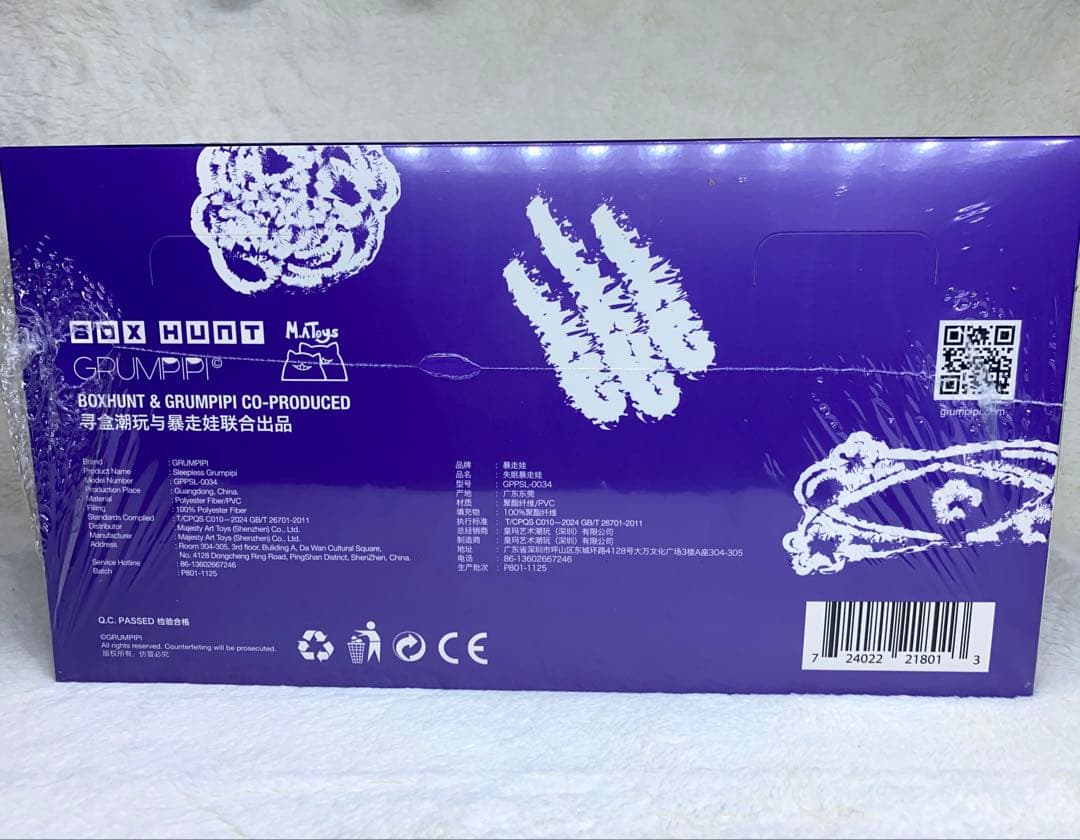 BOX HUNT
M.AToys
GRUMPIPI©
BOXHUNT & GRUMPIPI CO-PRODUCED
寻盒潮玩与暴走娃联合出品
grumpipi.com
Brand : GRUMPIPI
Product Name : Sleepless Grumpipi
Model Number : GPPSL-0034
Production Place : Guangdong, China,
Material : Polyester Fiber/PVC
Filling : 100% Polyester Fiber
Standards Complied : T/CPQS C010—2024 GB/T 26701-2011
Distributor : Majesty Art Toys (Shenzhen) Co., Ltd.
Manufacturer : Majesty Art Toys (Shenzhen) Co., Ltd.
Address : Room 304-305, 3rd floor, Buliding A, Da Wan Cultural Square,
No. 4128 Dongcheng Ring Road, PingShan District, ShenZhen, China.
Service Hotline : 86-13602667246
Batch : P801-1125
品牌 : 暴走娃
品名 : 失眠暴走娃
型号 : GPPSL-0034
产地 : 广东东莞
材质 : 聚酯纤维/PVC
填充物 : 100%聚酯纤维
执行标准 : T/CPQS C010—2024 GB/T 26701-2011
总经销商 : 皇玛艺术潮玩（深圳）有限公司
制造商 : 皇玛艺术潮玩（深圳）有限公司
地址 : 广东省深圳市坪山区东城环路4128号大万文化广场3楼A座304-305
电话 : 86-13602667246
生产批次 : P801-1125
Q.C. PASSED 检验合格
©GRUMPIPI
All rights reserved. Counterfeiting will be prosecuted.
版权所有、仿冒必究
CE
7 24022 21801 3